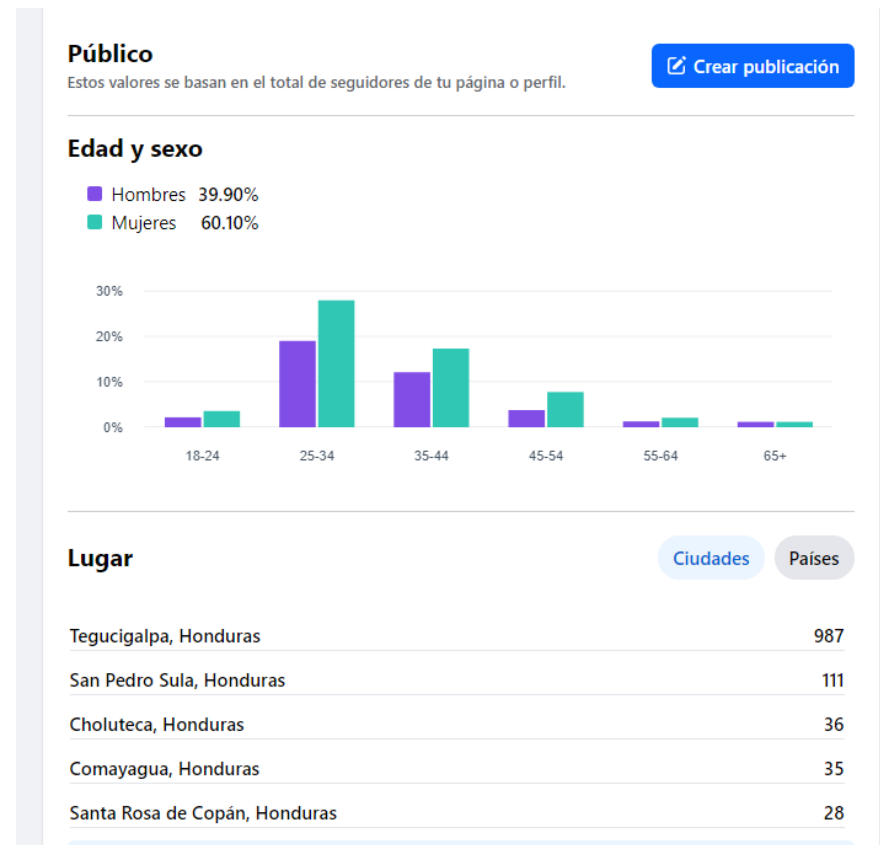 Público
Crear publicación
Estos valores se basan en el total de seguidores de tu página o perfil.
Edad y sexo
Hombres 39.90%
Mujeres 60.10%
30%
20%
10%
0%
18-24 25-34 35-44 45-54 55-64 65+
Lugar Ciudades Países
Tegucigalpa, Honduras 987
San Pedro Sula, Honduras 111
Choluteca, Honduras 36
Comayagua, Honduras 35
Santa Rosa de Copán, Honduras 28